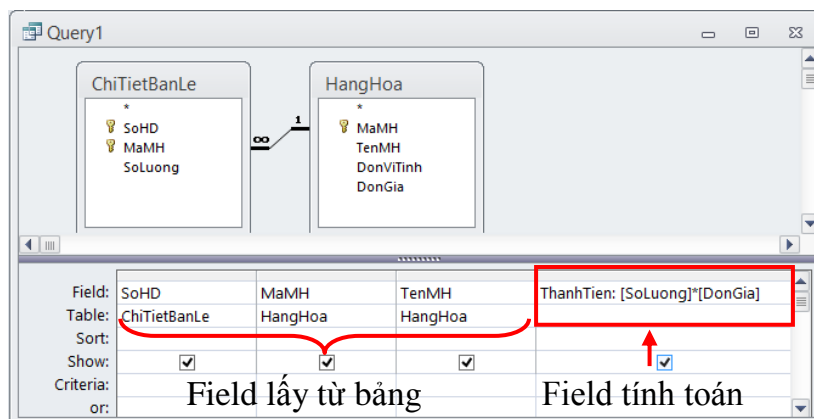 Query1
ChiTietBanLe
*
SoHD
MaMH
SoLuong
∞
1
HangHoa
*
MaMH
TenMH
DonViTinh
DonGia
Field: SoHD MaMH TenMH ThanhTien: [SoLuong]*[DonGia]
Table: ChiTietBanLe HangHoa HangHoa
Sort:
Show:
Criteria:
or:
Field lấy từ bảng
Field tính toán